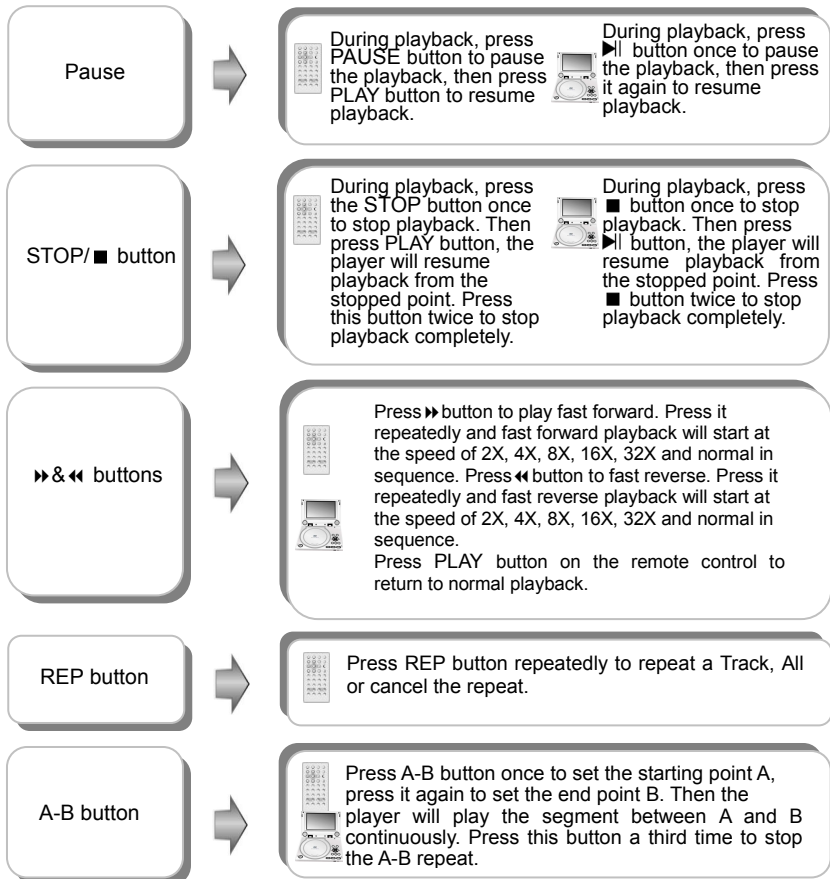 Pause
During playback, press
PAUSE button to pause
the playback, then press
PLAY button to resume
playback.
During playback, press
▶|| button once to pause
the playback, then press
it again to resume
playback.
STOP/ ■ button
During playback, press
the STOP button once
to stop playback. Then
press PLAY button, the
player will resume
playback from the
stopped point. Press
this button twice to stop
playback completely.
During playback, press
■ button once to stop
playback. Then press
▶|| button, the player will
resume playback from
the stopped point. Press
■ button twice to stop
playback completely.
▶▶&◀◀ buttons
Press ▶▶ button to play fast forward. Press it
repeatedly and fast forward playback will start at
the speed of 2X, 4X, 8X, 16X, 32X and normal in
sequence. Press ◀◀ button to fast reverse. Press it
repeatedly and fast reverse playback will start at
the speed of 2X, 4X, 8X, 16X, 32X and normal in
sequence.
Press PLAY button on the remote control to
return to normal playback.
REP button
Press REP button repeatedly to repeat a Track, All
or cancel the repeat.
A-B button
Press A-B button once to set the starting point A,
press it again to set the end point B. Then the
player will play the segment between A and B
continuously. Press this button a third time to stop
the A-B repeat.